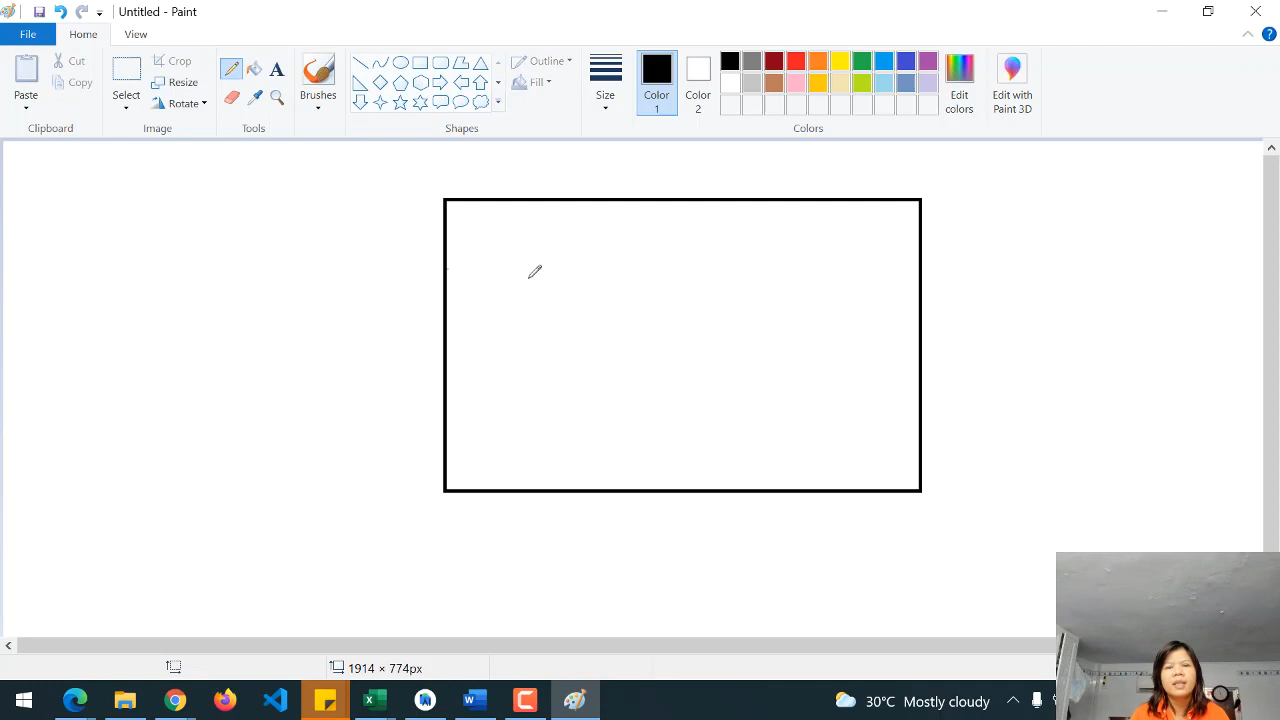 Untitled - Paint
File
Home
View
Paste
Cut
Copy
Clipboard
Select
Crop
Resize
Rotate
Image
A
Tools
Brushes
Shapes
Outline
Fill
Size
Color
1
Color
2
Edit
colors
Colors
Edit with
Paint 3D
1914 × 774px
30°C Mostly cloudy